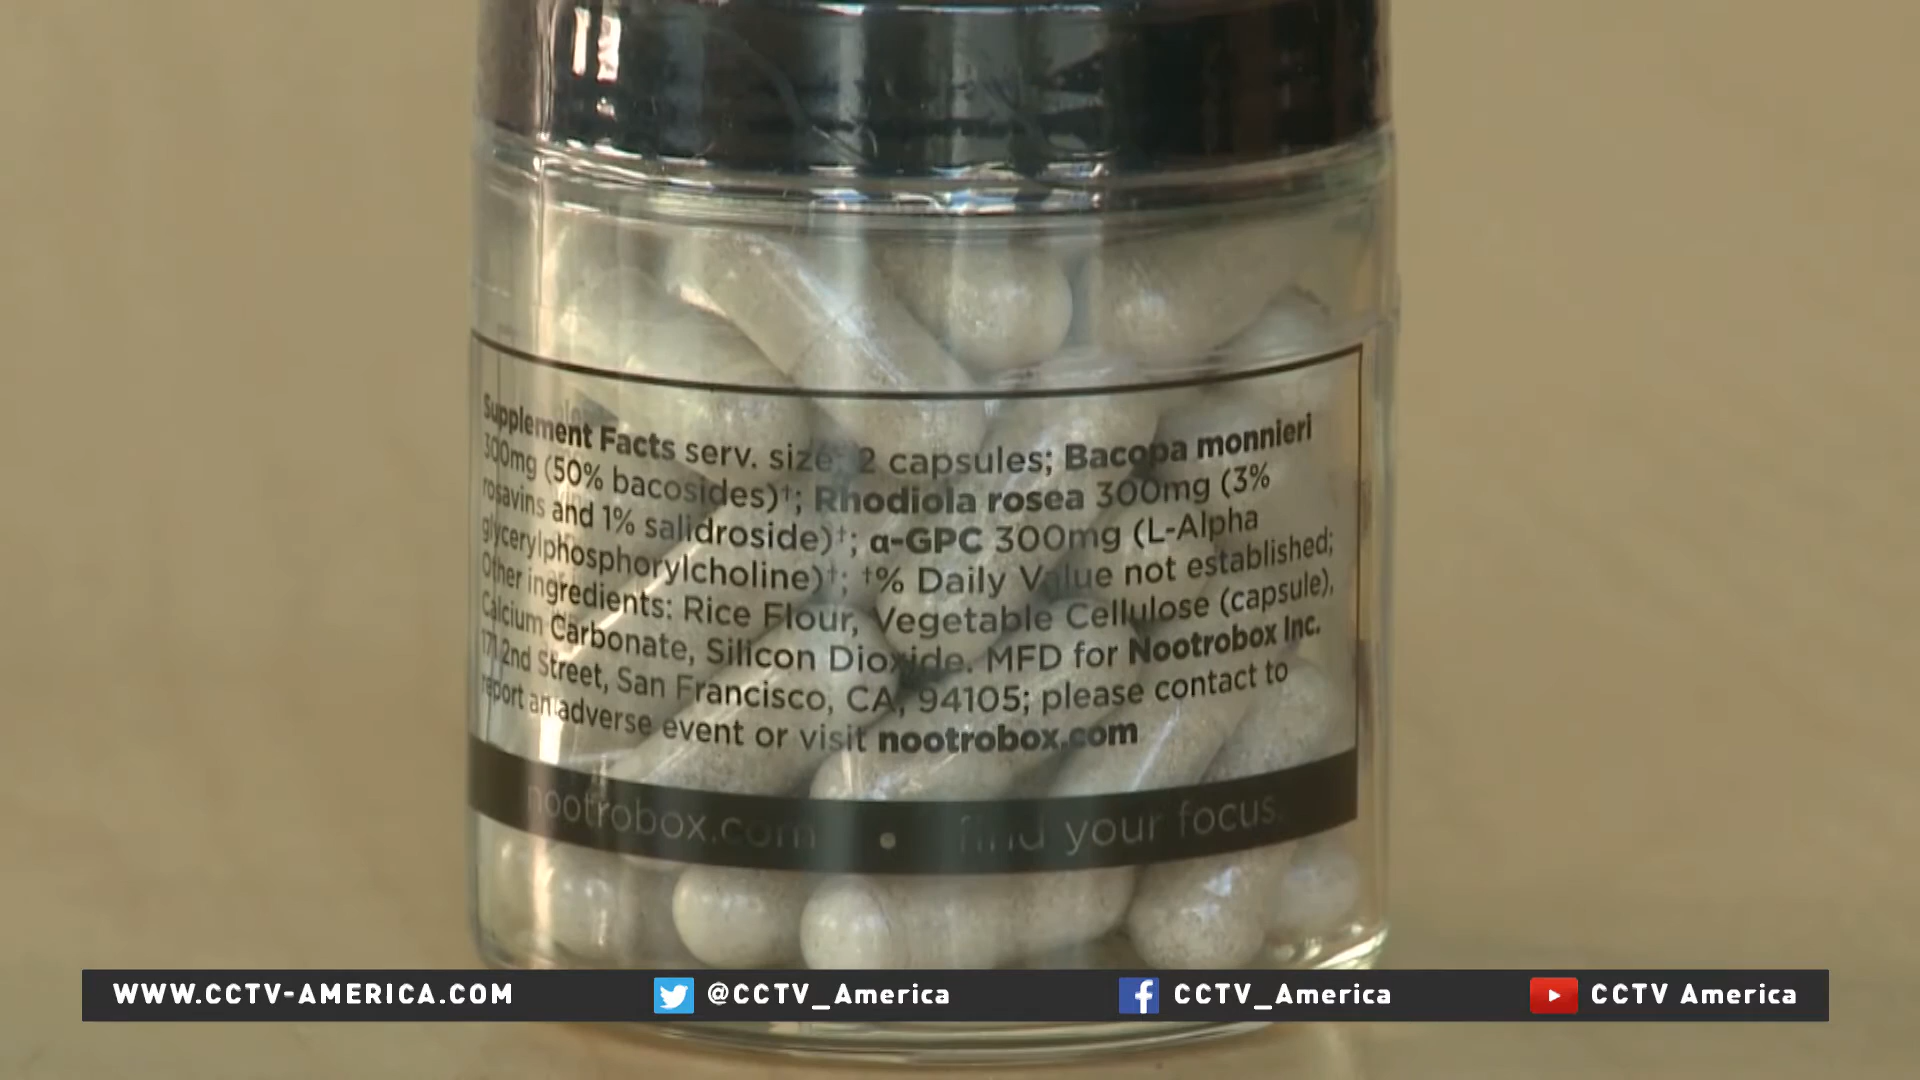 Supplement Facts serv. size: 2 capsules; Bacopa monnieri
300mg (50% bacosides)†; Rhodiola rosea 300mg (3%
rosavins and 1% salidroside)†; α-GPC 300mg (L-Alpha
glycerylphosphorylcholine)†; †% Daily Value not established;
Other ingredients: Rice Flour, Vegetable Cellulose (capsule),
Calcium Carbonate, Silicon Dioxide. MFD for Nootrobox Inc.
171 2nd Street, San Francisco, CA, 94105; please contact to
report an adverse event or visit nootrobox.com
nootrobox.com • find your focus.
WWW.CCTV-AMERICA.COM @CCTV_America CCTV_America CCTV America